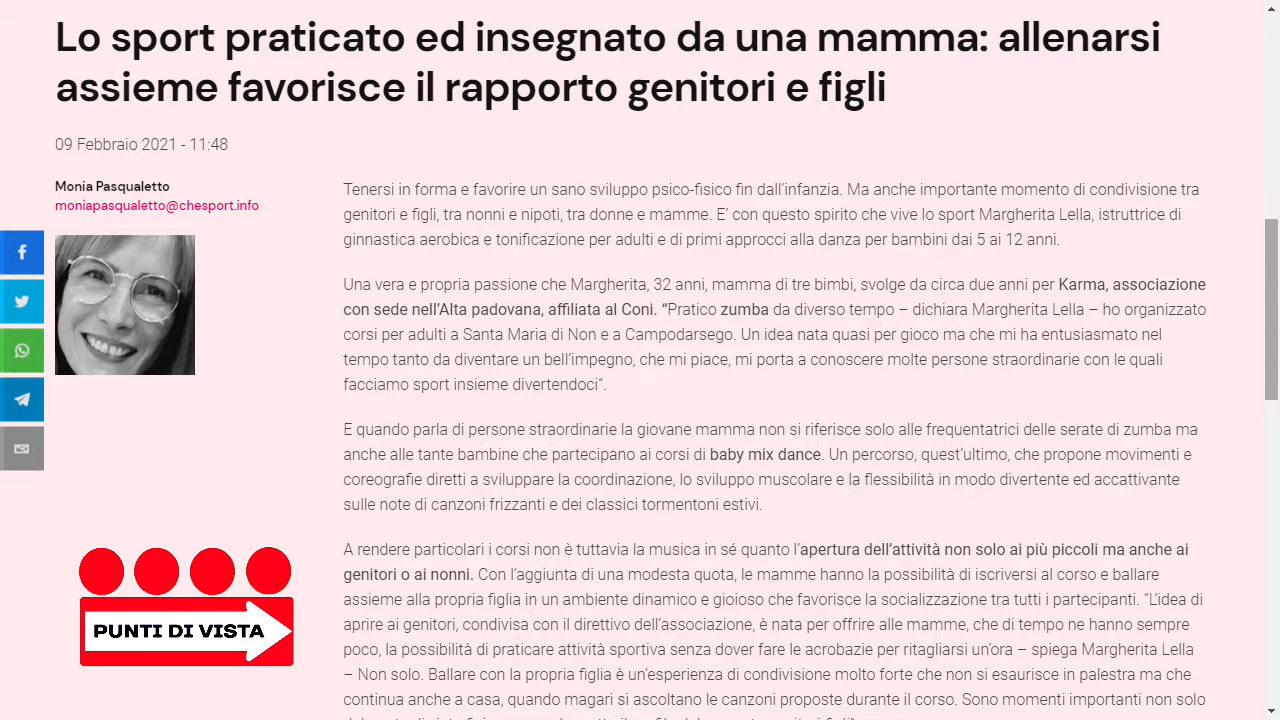 Lo sport praticato ed insegnato da una mamma: allenarsi
assieme favorisce il rapporto genitori e figli
09 Febbraio 2021 - 11:48
Monia Pasqualetto
moniapasqualetto@chesport.info
Tenersi in forma e favorire un sano sviluppo psico-fisico fin dall’infanzia. Ma anche importante momento di condivisione tra
genitori e figli, tra nonni e nipoti, tra donne e mamme. E’ con questo spirito che vive lo sport Margherita Lella, istruttrice di
ginnastica aerobica e tonificazione per adulti e di primi approcci alla danza per bambini dai 5 ai 12 anni.
Una vera e propria passione che Margherita, 32 anni, mamma di tre bimbi, svolge da circa due anni per Karma, associazione
con sede nell’Alta padovana, affiliata al Coni. “Pratico zumba da diverso tempo – dichiara Margherita Lella – ho organizzato
corsi per adulti a Santa Maria di Non e a Campodarsego. Un idea nata quasi per gioco ma che mi ha entusiasmato nel
tempo tanto da diventare un bell’impegno, che mi piace, mi porta a conoscere molte persone straordinarie con le quali
facciamo sport insieme divertendoci”.
E quando parla di persone straordinarie la giovane mamma non si riferisce solo alle frequentatrici delle serate di zumba ma
anche alle tante bambine che partecipano ai corsi di baby mix dance. Un percorso, quest’ultimo, che propone movimenti e
coreografie diretti a sviluppare la coordinazione, lo sviluppo muscolare e la flessibilità in modo divertente ed accattivante
sulle note di canzoni frizzanti e dei classici tormentoni estivi.
A rendere particolari i corsi non è tuttavia la musica in sé quanto l’apertura dell’attività non solo ai più piccoli ma anche ai
genitori o ai nonni. Con l’aggiunta di una modesta quota, le mamme hanno la possibilità di iscriversi al corso e ballare
assieme alla propria figlia in un ambiente dinamico e gioioso che favorisce la socializzazione tra tutti i partecipanti. “L’idea di
aprire ai genitori, condivisa con il direttivo dell’associazione, è nata per offrire alle mamme, che di tempo ne hanno sempre
poco, la possibilità di praticare attività sportiva senza dover fare le acrobazie per ritagliarsi un’ora – spiega Margherita Lella
– Non solo. Ballare con la propria figlia è un’esperienza di condivisione molto forte che non si esaurisce in palestra ma che
continua anche a casa, quando magari si ascoltano le canzoni proposte durante il corso. Sono momenti importanti non solo
PUNTI DI VISTA